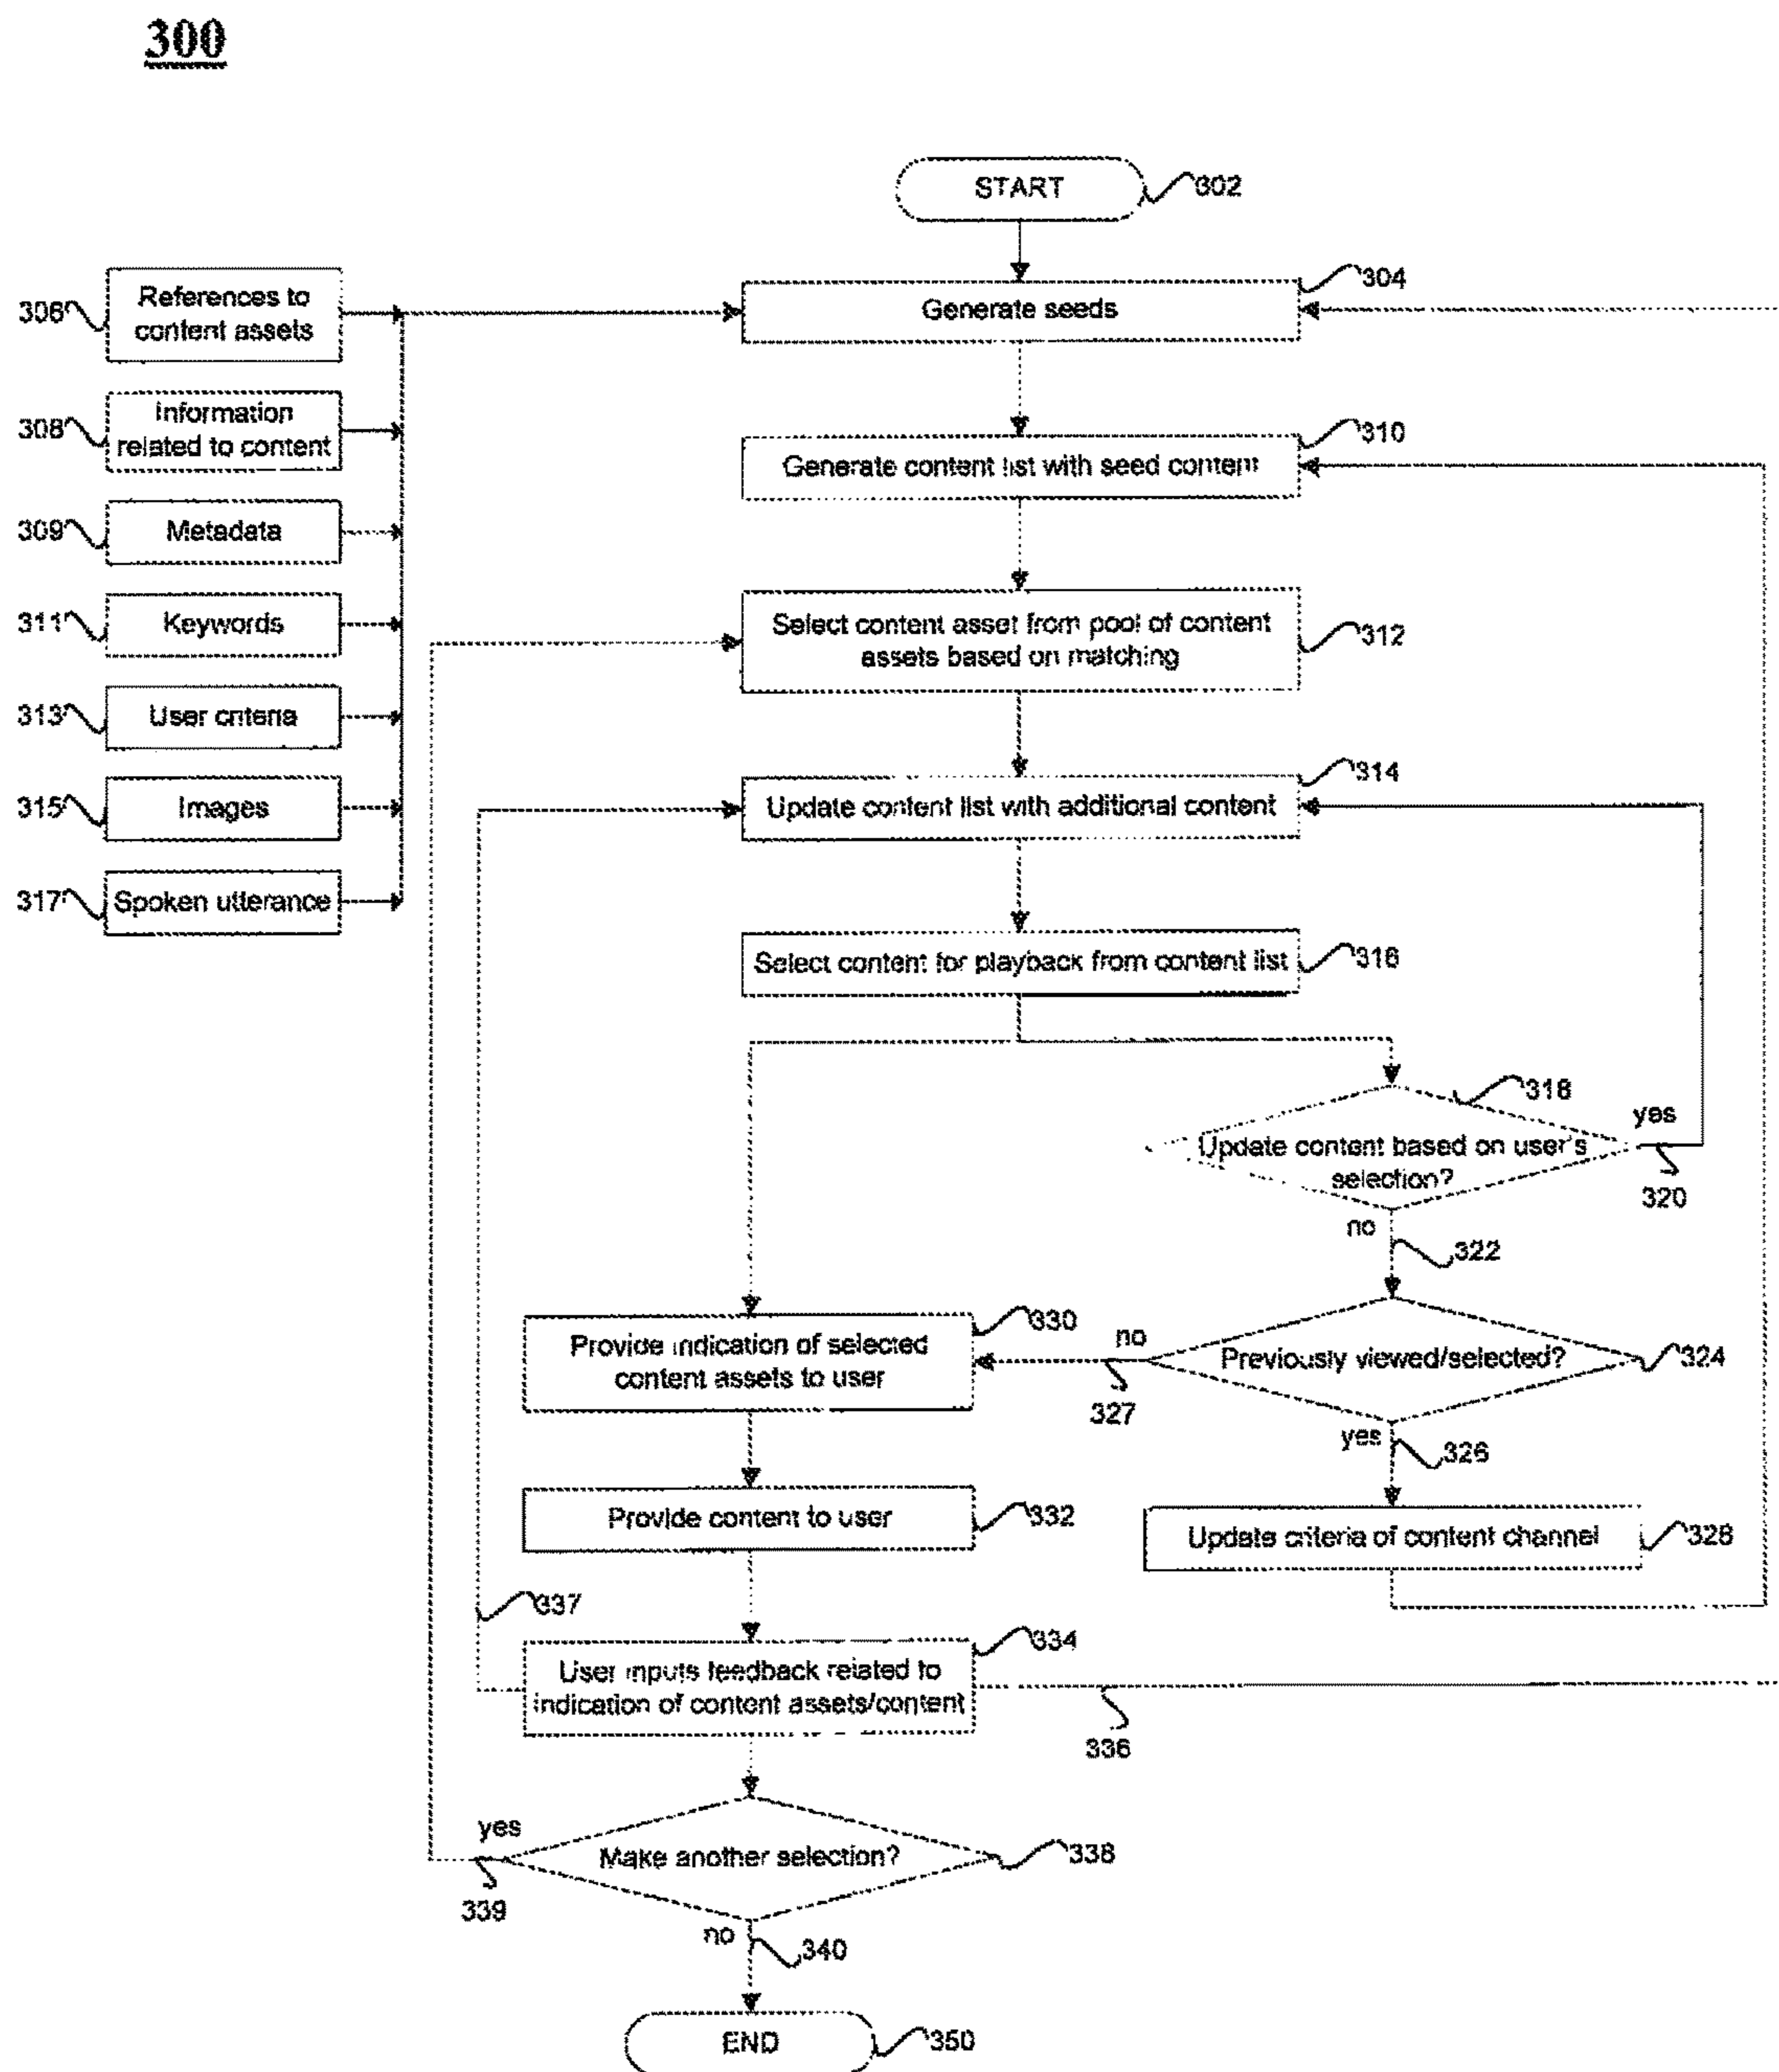 300
START
302
304
References to
content assets
306
Generate seeds
Information
related to content
308
310
Generate content list with seed content
Metadata
309
Select content asset from pool of content
assets based on matching
312
Keywords
311
User criteria
313
314
Update content list with additional content
Images
315
Spoken utterance
317
Select content for playback from content list
316
318
yes
Update content based on user's
selection?
320
no
322
330
Provide indication of selected
content assets to user
no
327
Previously viewed/selected?
324
yes
326
Provide content to user
332
Update criteria of content channel
328
337
334
User inputs feedback related to
indication of content assets/content
336
yes
Make another selection?
338
339
no
340
END
350